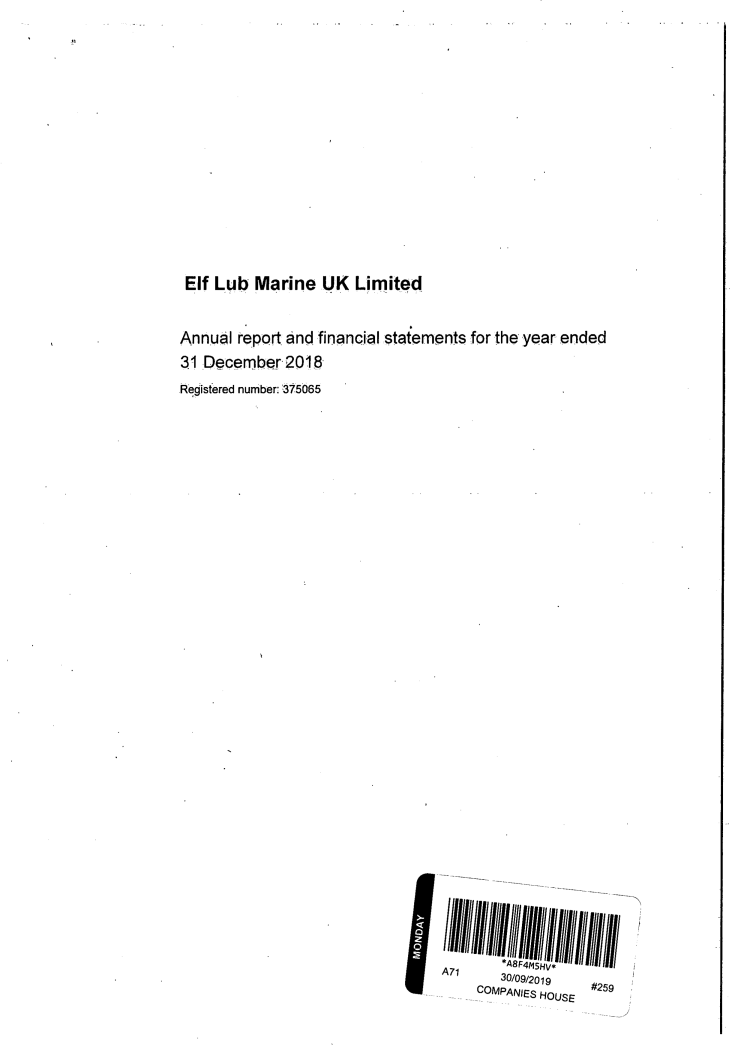 Elf Lub Marine UK Limited
Annual report and financial statements for the year ended
31 December 2018
Registered number: 375065
MONDAY
*A8F4M5HV*
A71
30/09/2019
#259
COMPANIES HOUSE